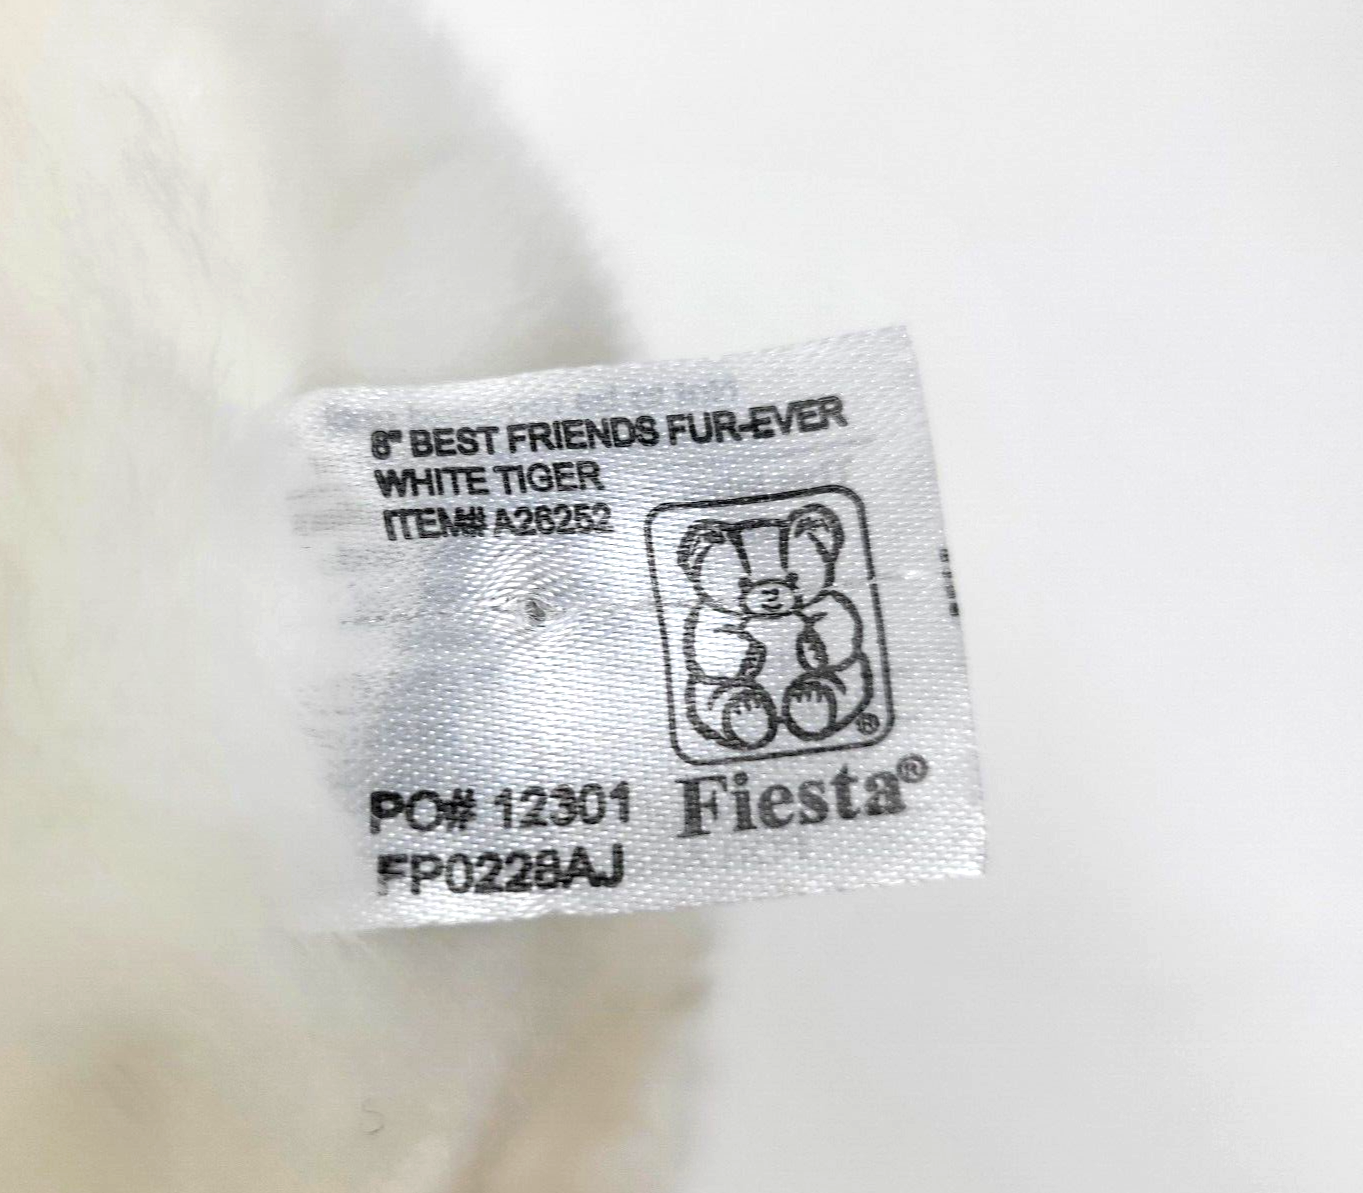 8" BEST FRIENDS FUR-EVER
WHITE TIGER
ITEM# A26252
®
Fiesta®
PO# 12301
FP0228AJ